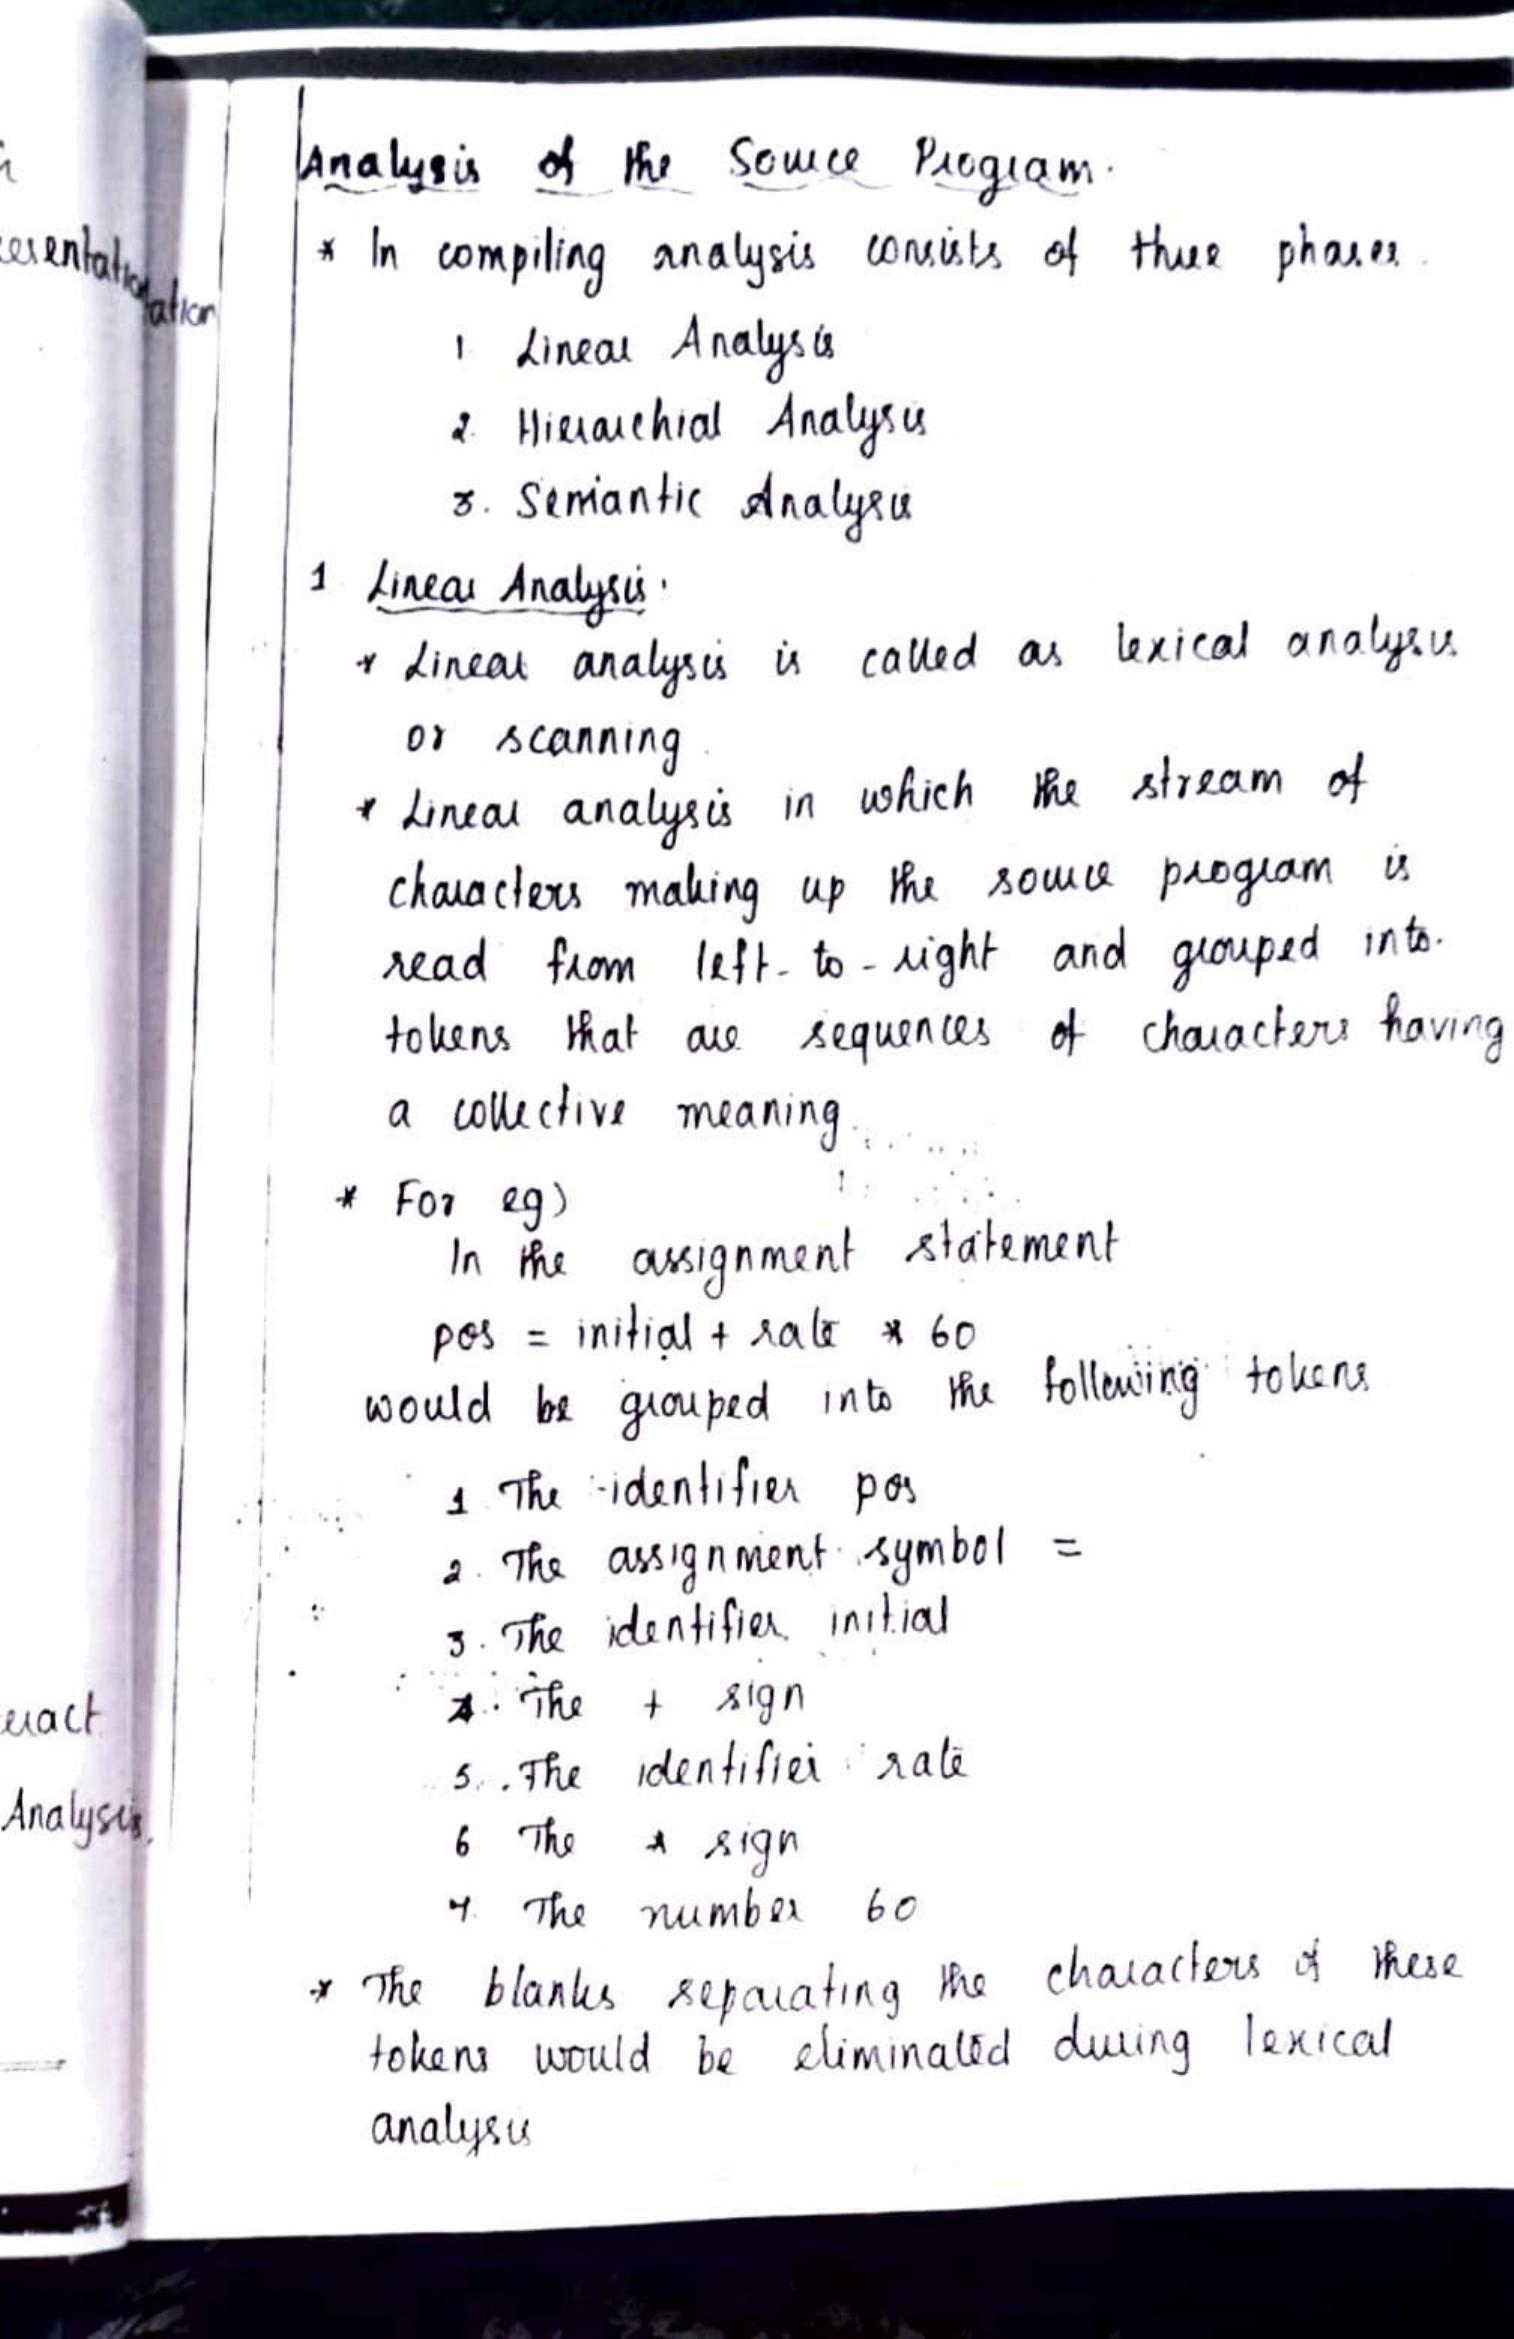 Analysis of the Source Program.
* In compiling analysis consists of three phases.
1 Linear Analysis
2. Hierarchial Analysis
3. Semantic Analysis
1 Linear Analysis.
* Linear analysis is called as lexical analysis
or scanning.
* Linear analysis in which the stream of
characters making up the source program is
read from left-to-right and grouped into
tokens that are sequences of characters having
a collective meaning.
* For eg)
In the assignment statement
pos = initial + rate * 60
would be grouped into the following tokens
1 The identifier pos
2. The assignment symbol =
3. The identifier initial
4. The + sign
5. The identifier rate
6 The * sign
7. The number 60
* The blanks separating the characters of these
tokens would be eliminated during lexical
analysis
ation
eract
Analysis.